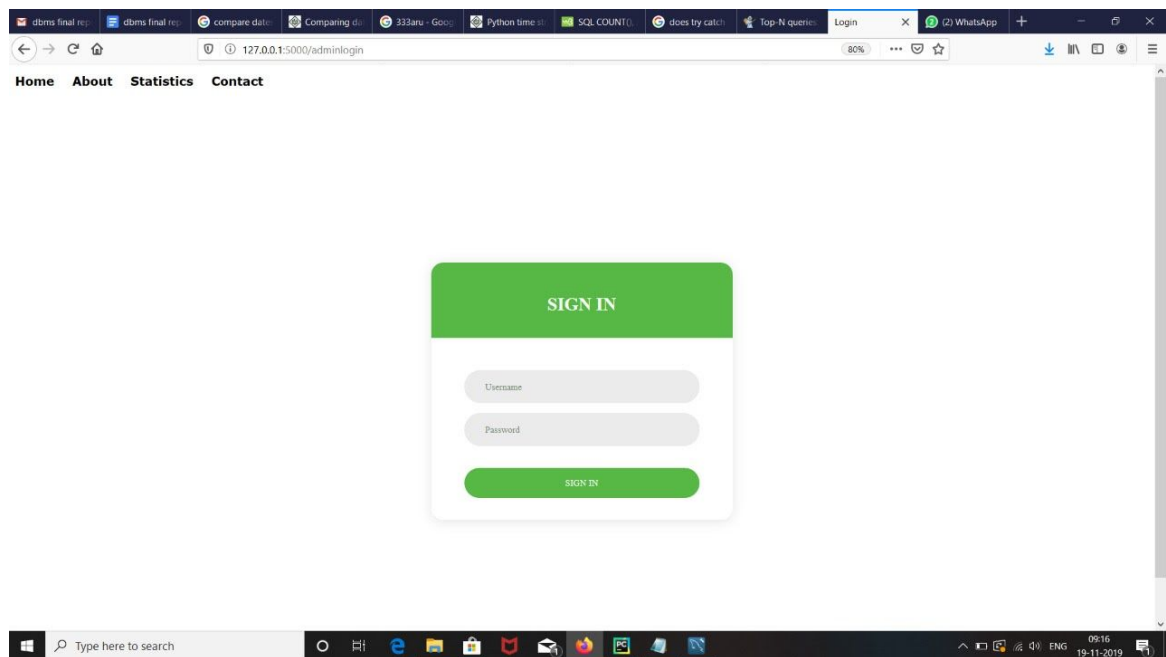 dbms final rep
dbms final rep
compare dates
Comparing da
333aru - Goog
Python time st
SQL COUNT(),
does try catch
Top-N queries
Login
(2) WhatsApp
127.0.0.1:5000/adminlogin
80%
Home About Statistics Contact
SIGN IN
Username
Password
SIGN IN
Type here to search
ENG
09:16
19-11-2019